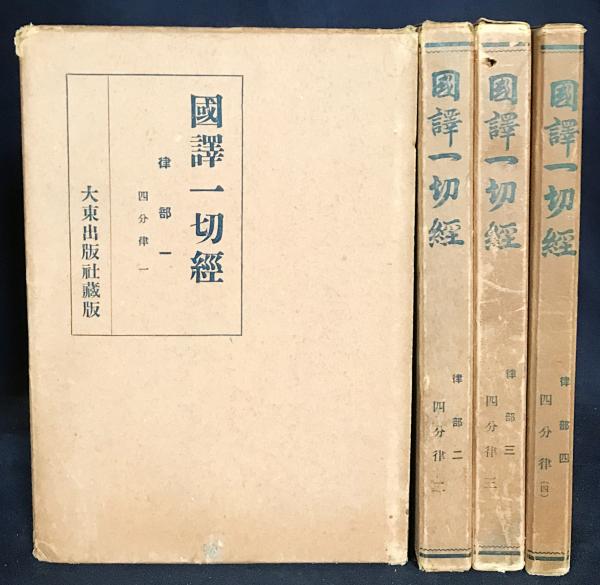 國譯一切經
律部一
四分律一
大東出版社藏版
國譯一切經
律部二
四分律二
國譯一切經
律部三
四分律三
國譯一切經
律部四
四分律(四)